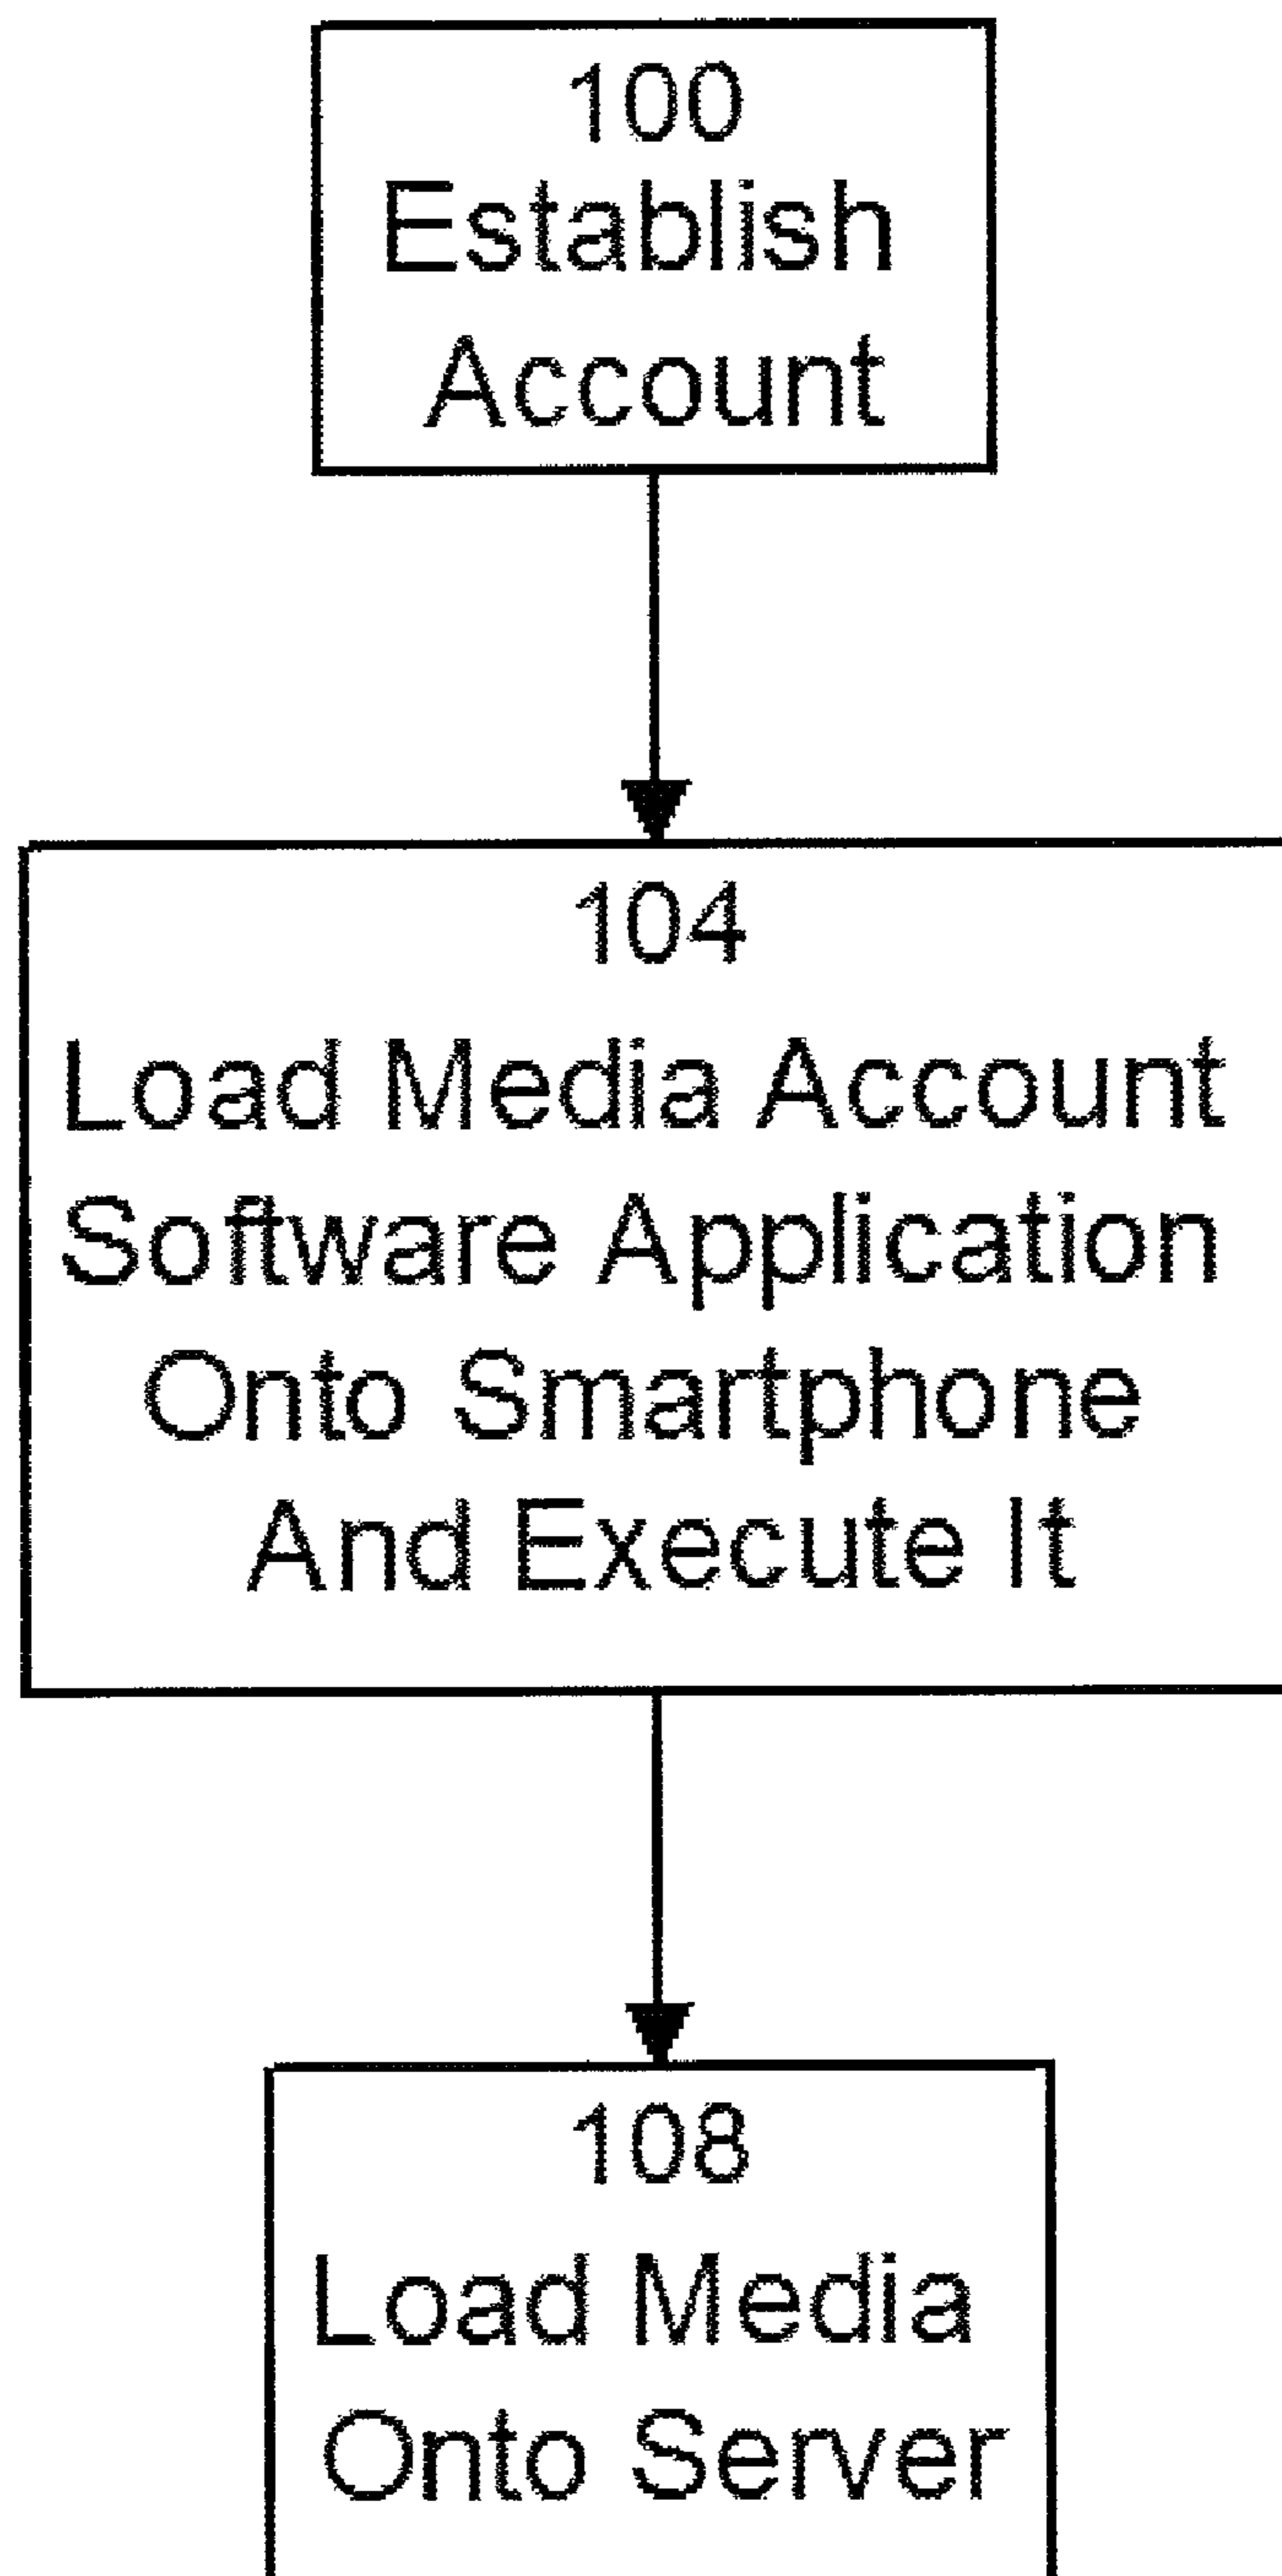 100
Establish
Account
104
Load Media Account
Software Application
Onto Smartphone
And Execute It
108
Load Media
Onto Server